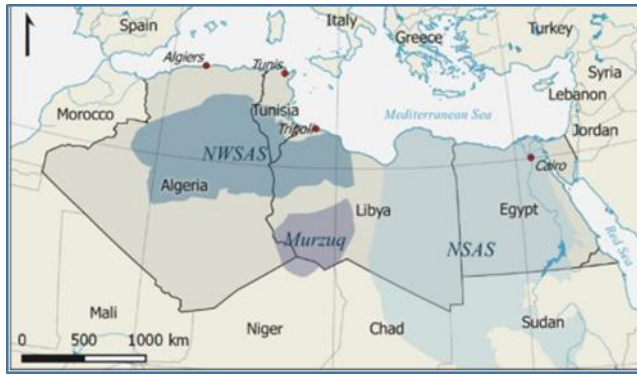 Spain
Italy
Greece
Turkey
Algiers
Tunis
Syria
Morocco
Tunisia
Mediterranean Sea
Lebanon
Tripoli
Jordan
NWSAS
Cairo
Algeria
Libya
Egypt
Murzuq
NSAS
Red Sea
Mali
Niger
Chad
Sudan
0 500 1000 km